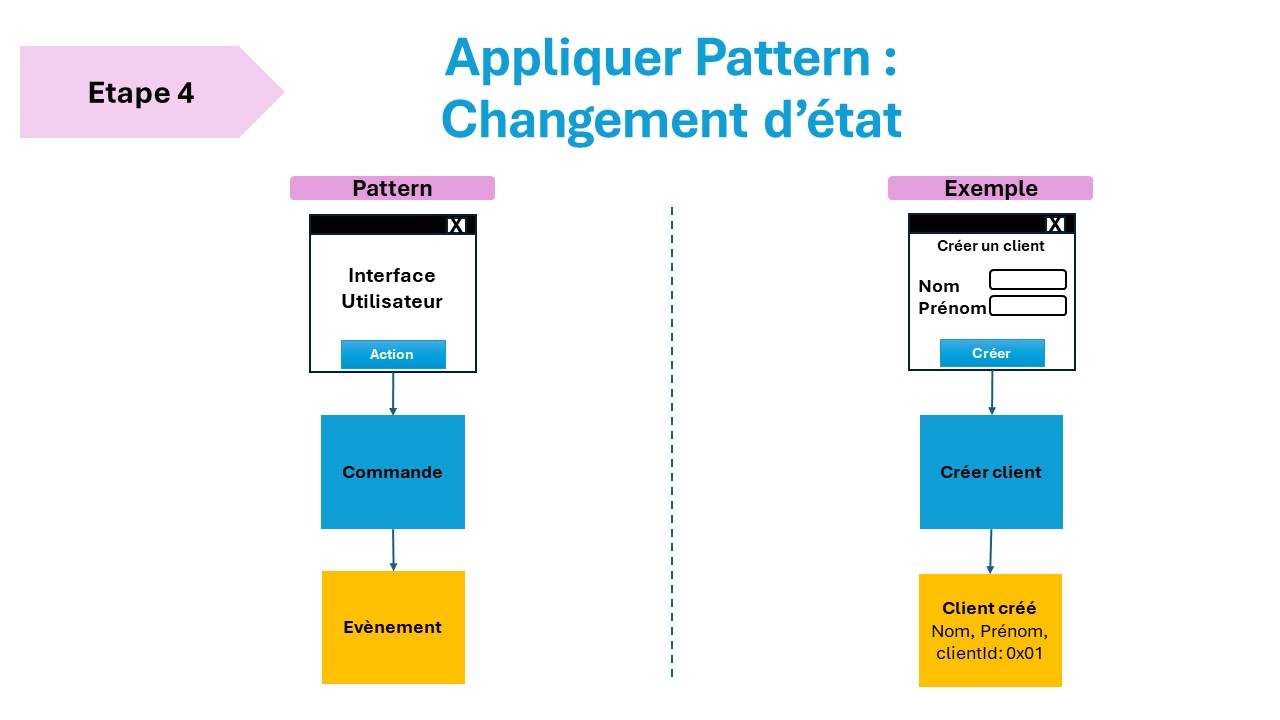 Etape 4
Appliquer Pattern :
Changement d’état
Pattern
X
Interface
Utilisateur
Action
Commande
Evènement
Exemple
X
Créer un client
Nom
Prénom
Créer
Créer client
Client créé
Nom, Prénom,
clientId: 0x01